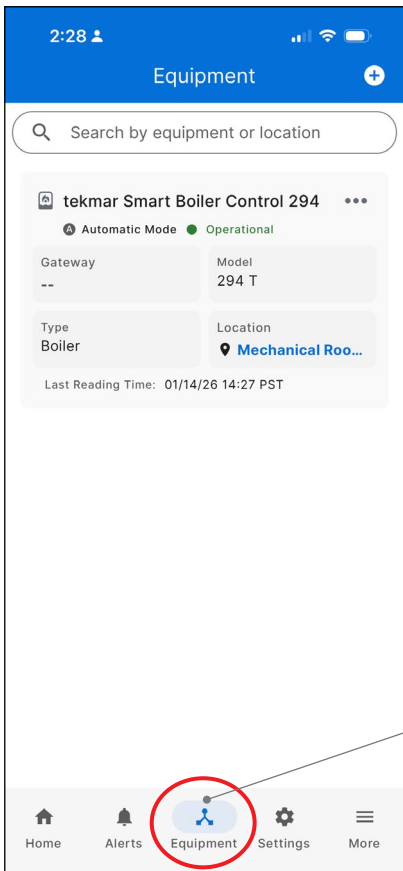 2:28
Equipment
Search by equipment or location
tekmar Smart Boiler Control 294
A Automatic Mode Operational
Gateway
--
Model
294 T
Type
Boiler
Location
Mechanical Roo...
Last Reading Time: 01/14/26 14:27 PST
Home Alerts Equipment Settings More